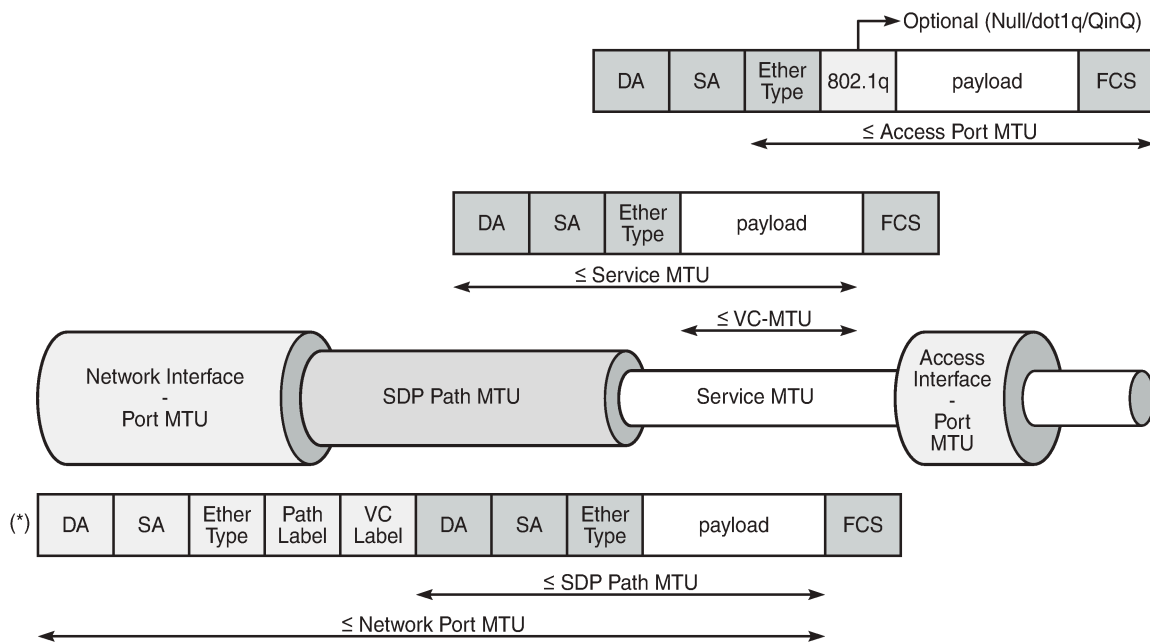 Optional (Null/dot1q/QinQ)
DA SA Ether Type 802.1q payload FCS
≤ Access Port MTU
DA SA Ether Type payload FCS
≤ Service MTU
≤ VC-MTU
Network Interface
-
Port MTU
SDP Path MTU
Service MTU
Access
Interface
-
Port
MTU
(*) DA SA Ether Type Path Label VC Label DA SA Ether Type payload FCS
≤ SDP Path MTU
≤ Network Port MTU